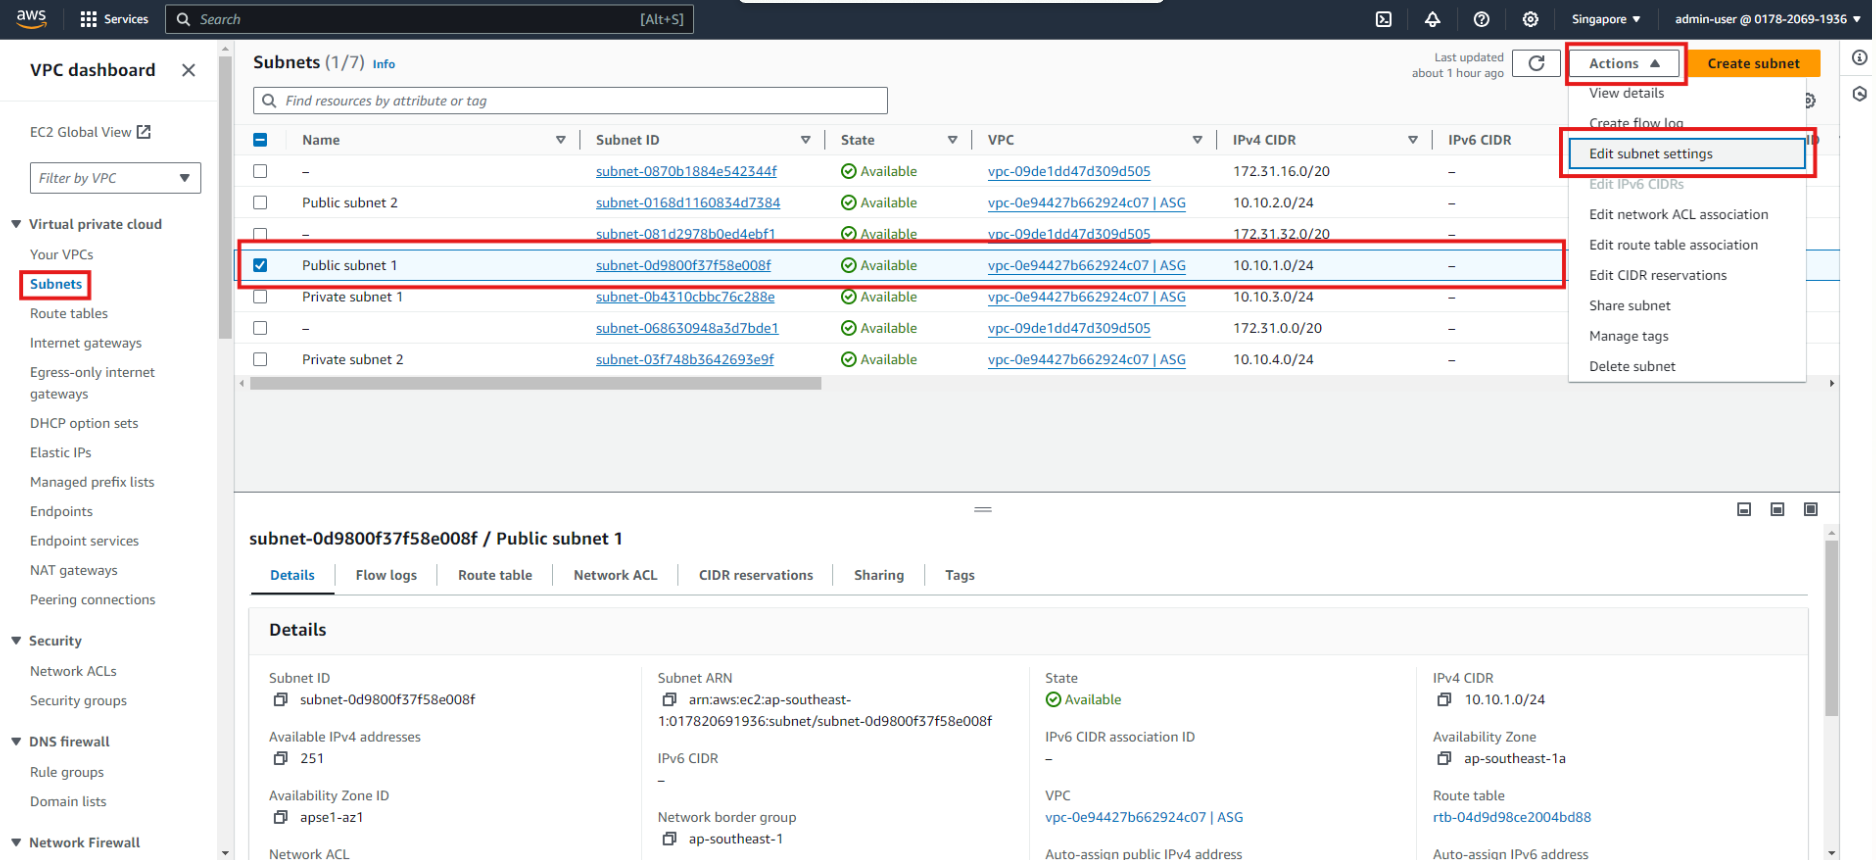 aws
Services
Search
[Alt+S]
Singapore ▼
admin-user @ 0178-2069-1936 ▼
VPC dashboard
EC2 Global View
Filter by VPC
Virtual private cloud
Your VPCs
Subnets
Route tables
Internet gateways
Egress-only internet
gateways
DHCP option sets
Elastic IPs
Managed prefix lists
Endpoints
Endpoint services
NAT gateways
Peering connections
Security
Network ACLs
Security groups
DNS firewall
Rule groups
Domain lists
Network Firewall
Subnets (1/7) Info
Last updated
about 1 hour ago
Actions ▲
Create subnet
Find resources by attribute or tag
Name Subnet ID State VPC IPv4 CIDR IPv6 CIDR ID
– subnet-0870b1884e542344f Available vpc-09de1dd47d309d505 172.31.16.0/20 –
Public subnet 2 subnet-0168d1160834d7384 Available vpc-0e94427b662924c07 | ASG 10.10.2.0/24 –
– subnet-081d2978b0ed4ebf1 Available vpc-09de1dd47d309d505 172.31.32.0/20 –
Public subnet 1 subnet-0d9800f37f58e008f Available vpc-0e94427b662924c07 | ASG 10.10.1.0/24 –
Private subnet 1 subnet-0b4310cbbc76c288e Available vpc-0e94427b662924c07 | ASG 10.10.3.0/24 –
– subnet-068630948a3d7bde1 Available vpc-09de1dd47d309d505 172.31.0.0/20 –
Private subnet 2 subnet-03f748b3642693e9f Available vpc-0e94427b662924c07 | ASG 10.10.4.0/24 –
View details
Create flow log
Edit subnet settings
Edit IPv6 CIDRs
Edit network ACL association
Edit route table association
Edit CIDR reservations
Share subnet
Manage tags
Delete subnet
subnet-0d9800f37f58e008f / Public subnet 1
Details Flow logs Route table Network ACL CIDR reservations Sharing Tags
Details
Subnet ID
subnet-0d9800f37f58e008f
Available IPv4 addresses
251
Availability Zone ID
apse1-az1
Network ACL
Subnet ARN
arn:aws:ec2:ap-southeast-
1:017820691936:subnet/subnet-0d9800f37f58e008f
IPv6 CIDR
–
Network border group
ap-southeast-1
State
Available
IPv6 CIDR association ID
–
VPC
vpc-0e94427b662924c07 | ASG
Auto-assign public IPv4 address
IPv4 CIDR
10.10.1.0/24
Availability Zone
ap-southeast-1a
Route table
rtb-04d9d98ce2004bd88
Auto-assign IPv6 address